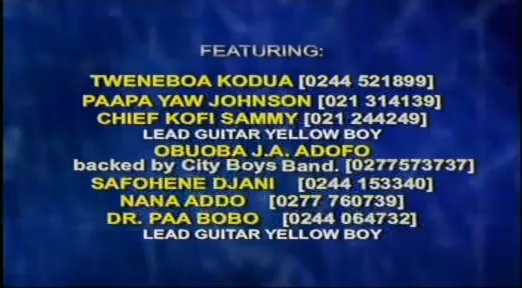 FEATURING:
TWENEBOA KODUA [0244 521899]
PAAPA YAW JOHNSON [021 314139]
CHIEF KOFI SAMMY [021 244249]
LEAD GUITAR YELLOW BOY
OBUOBA J.A. ADOFO
backed by City Boys Band. [0277573737]
SAFOHENE DJANI [0244 153340]
NANA ADDO [0277 760739]
DR. PAA BOBO [0244 064732]
LEAD GUITAR YELLOW BOY